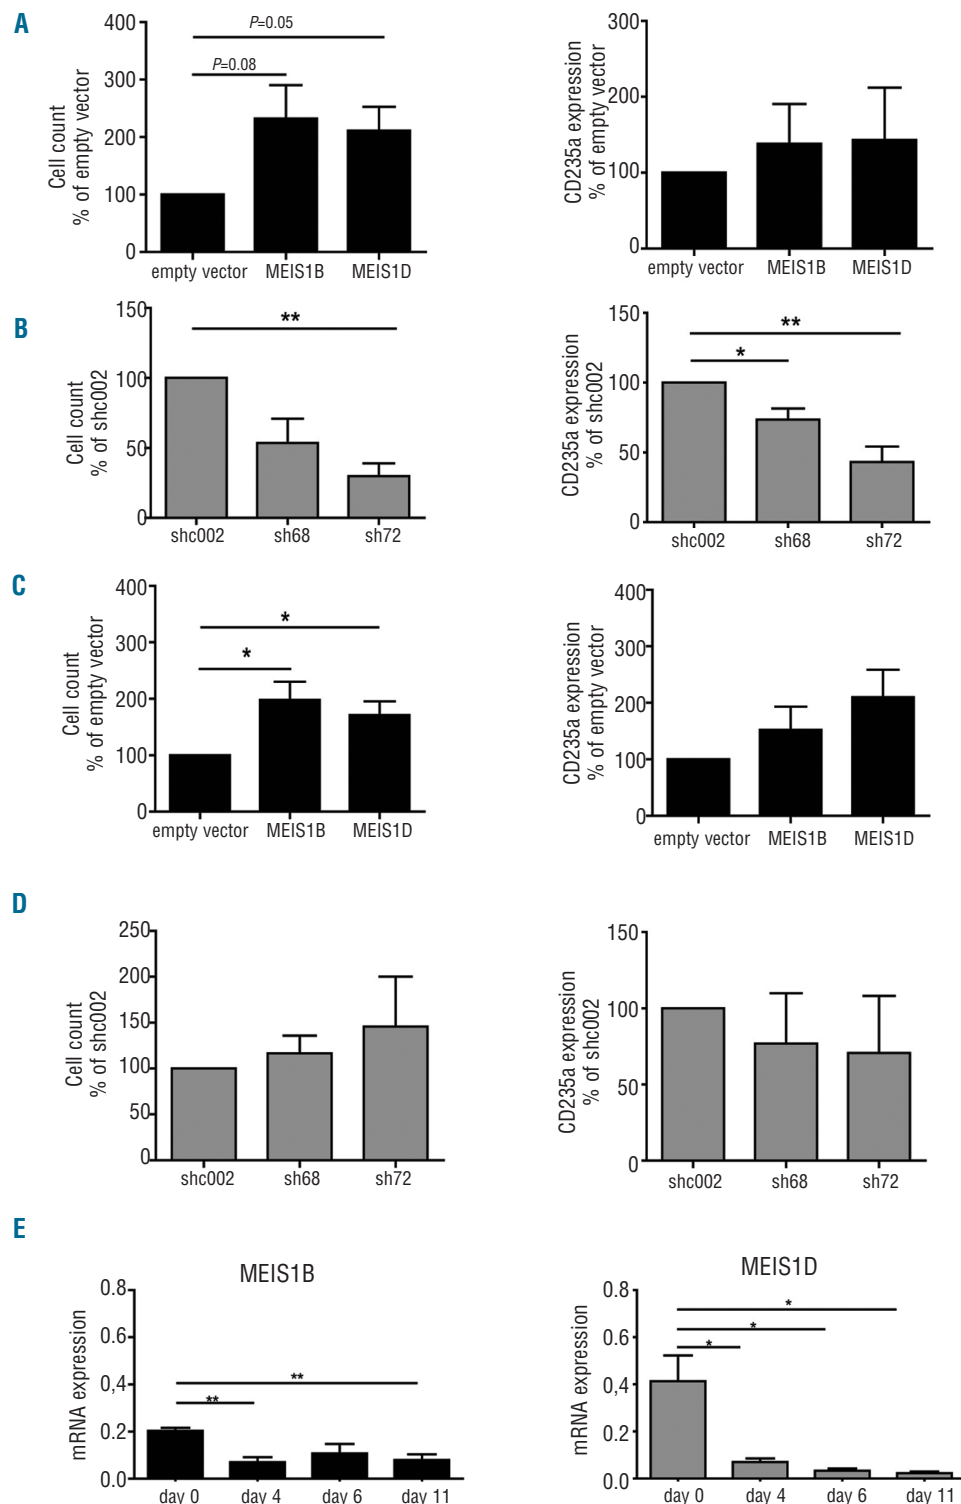 A
Cell count
% of empty vector
400
300
200
100
0
P=0.05
P=0.08
empty vector MEIS1B MEIS1D
CD235a expression
% of empty vector
300
200
100
0
empty vector MEIS1B MEIS1D
B
Cell count
% of shc002
150
100
50
0
**
shc002 sh68 sh72
CD235a expression
% of shc002
150
100
50
0
**
*
shc002 sh68 sh72
C
Cell count
% of empty vector
400
300
200
100
0
*
*
empty vector MEIS1B MEIS1D
CD235a expression
% of empty vector
400
300
200
100
0
empty vector MEIS1B MEIS1D
D
Cell count
% of shc002
250
200
150
100
50
0
shc002 sh68 sh72
CD235a expression
% of shc002
150
100
50
0
shc002 sh68 sh72
E
MEIS1B
mRNA expression
0.8
0.6
0,4
0.2
0.0
**
**
day 0 day 4 day 6 day 11
MEIS1D
mRNA expression
0.8
0.6
0,4
0.2
0.0
*
*
*
day 0 day 4 day 6 day 11